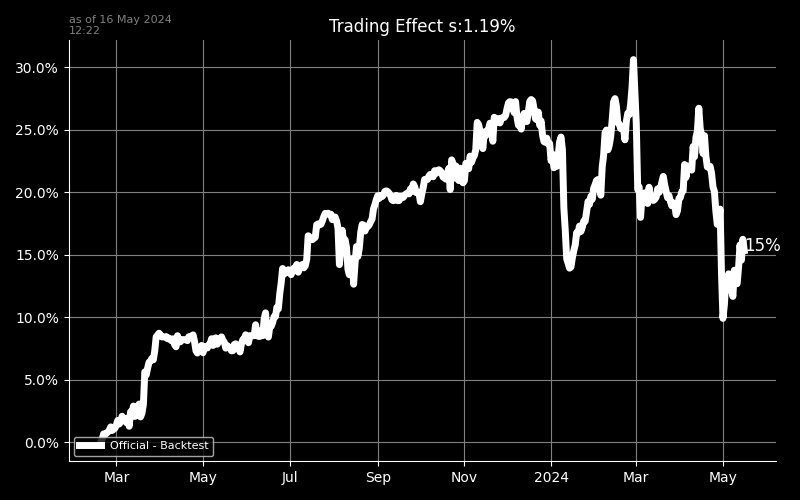 as of 16 May 2024
12:22
Trading Effect s:1.19%
30.0%
25.0%
20.0%
15.0%
10.0%
5.0%
0.0%
15%
Official - Backtest
Mar May Jul Sep Nov 2024 Mar May